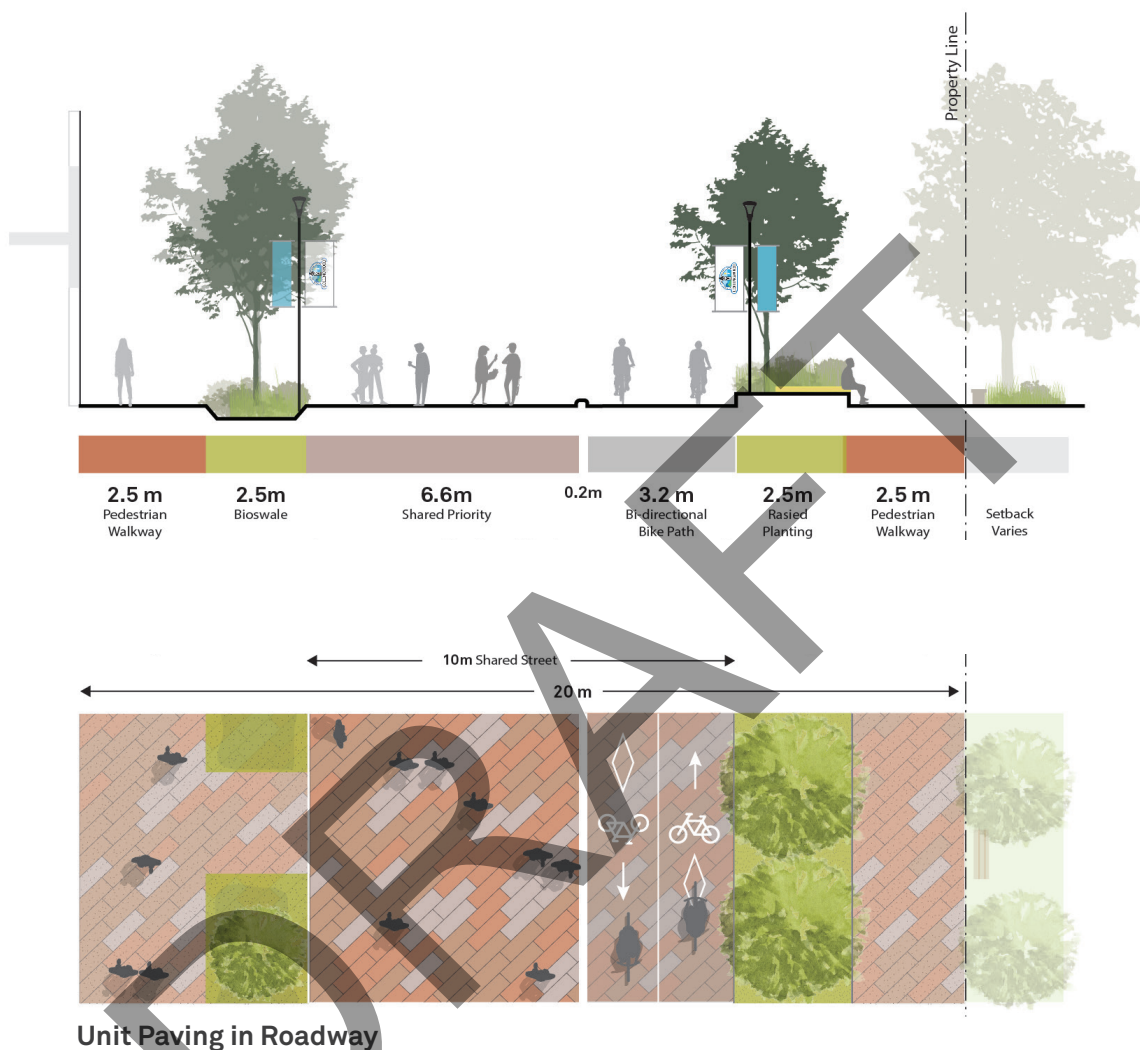 Property Line
2.5 m
Pedestrian
Walkway
2.5m
Bioswale
6.6m
Shared Priority
0.2m
3.2 m
Bi-directional
Bike Path
2.5m
Rasied
Planting
2.5 m
Pedestrian
Walkway
Setback
Varies
10m Shared Street
20 m
DRAFT
Unit Paving in Roadway